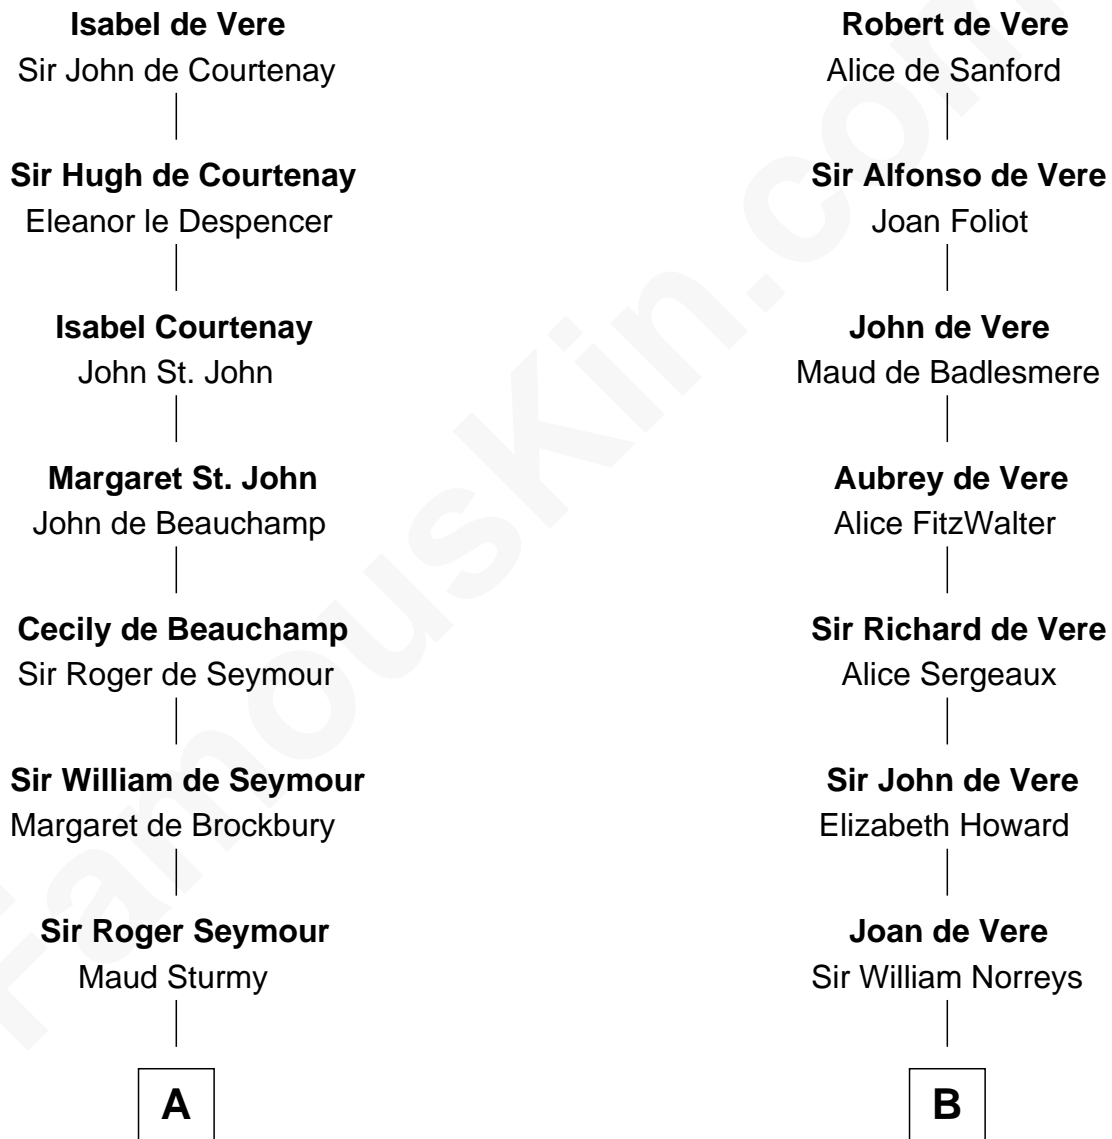 Isabel de Vere
Sir John de Courtenay
Sir Hugh de Courtenay
Eleanor le Despencer
Isabel Courtenay
John St. John
Margaret St. John
John de Beauchamp
Cecily de Beauchamp
Sir Roger de Seymour
Sir William de Seymour
Margaret de Brockbury
Sir Roger Seymour
Maud Sturmy
A
Robert de Vere
Alice de Sanford
Sir Alfonso de Vere
Joan Foliot
John de Vere
Maud de Badlesmere
Aubrey de Vere
Alice FitzWalter
Sir Richard de Vere
Alice Sergeaux
Sir John de Vere
Elizabeth Howard
Joan de Vere
Sir William Norreys
B
FamousKin.com